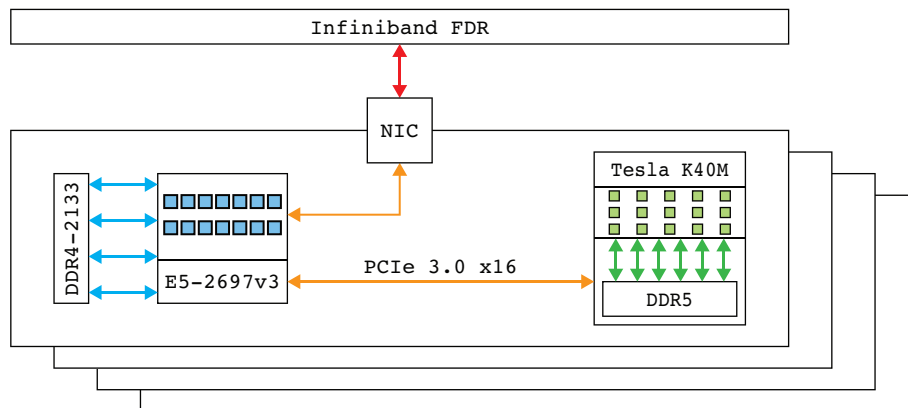 Infiniband FDR
NIC
DDR4-2133
E5-2697v3
PCIe 3.0 x16
Tesla K40M
DDR5